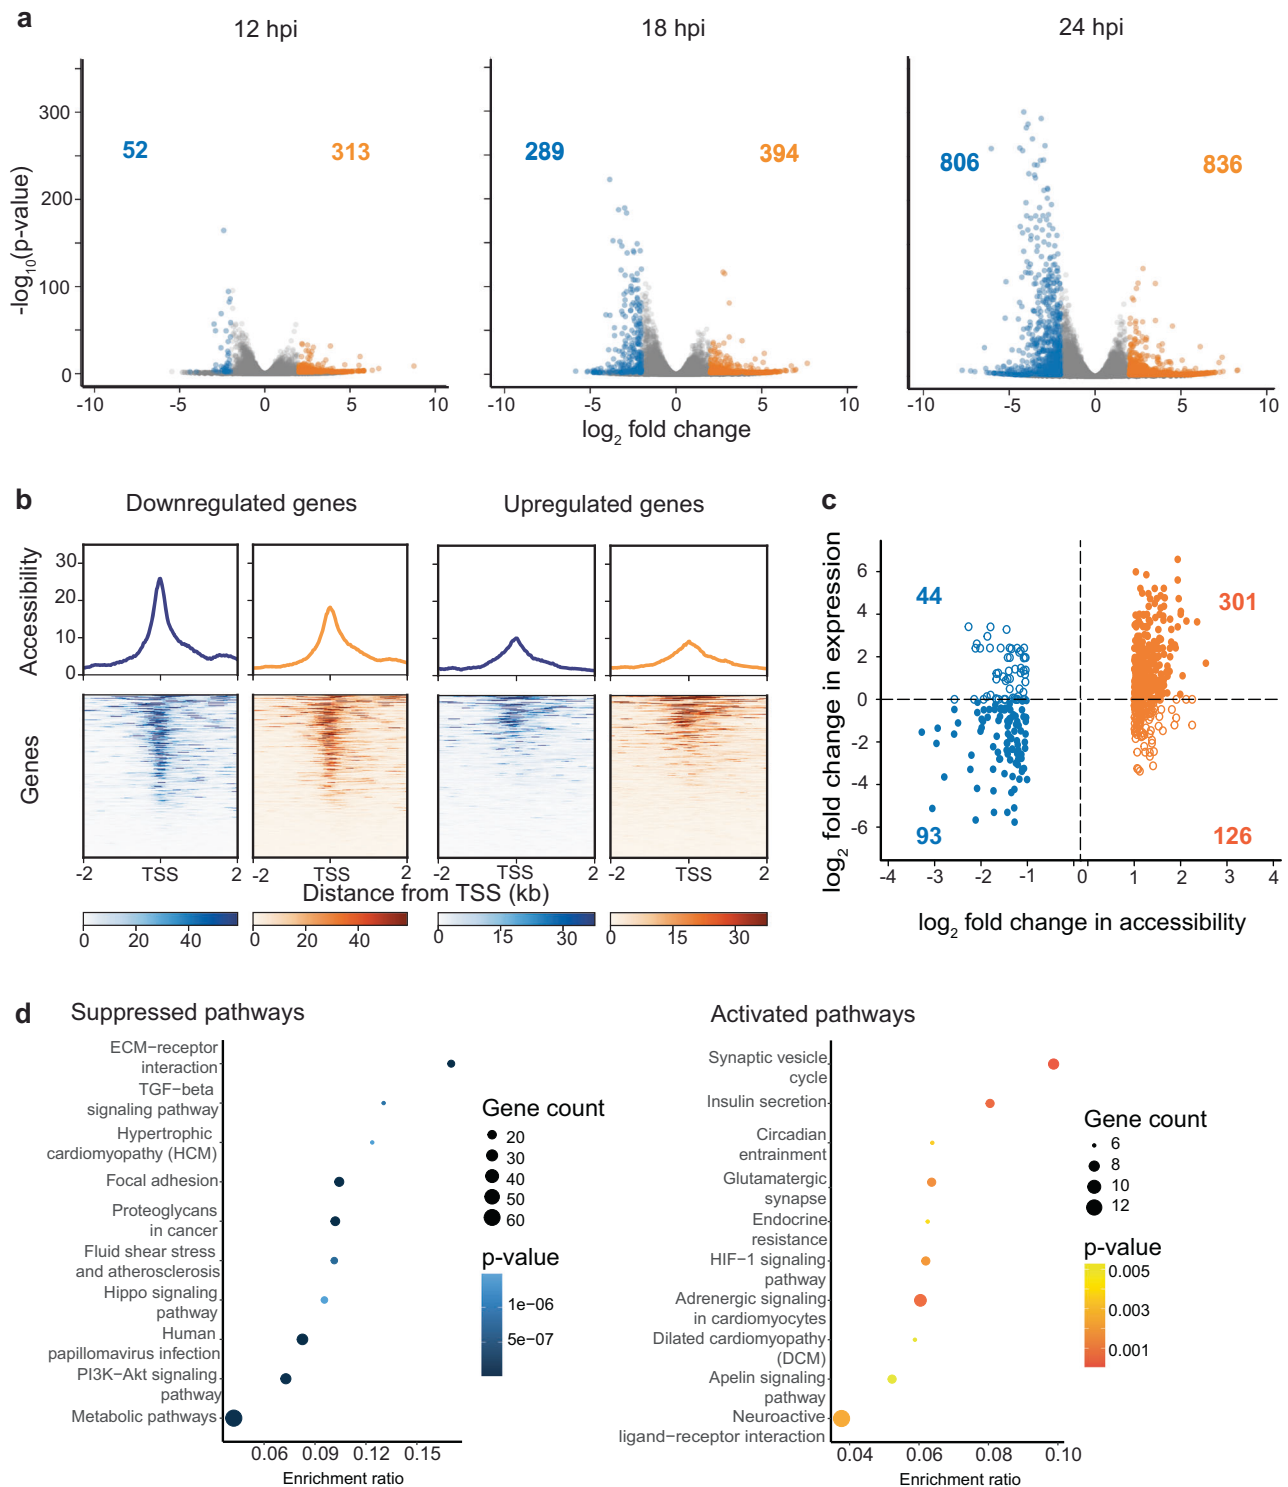 a
12 hpi
18 hpi
24 hpi
-log10(p-value)
300
200
100
0
52
313
289
394
806
836
-10 -5 0 5 10
-10 -5 0 5 10
-10 -5 0 5 10
log2 fold change
b
Downregulated genes
Upregulated genes
Accessibility
30
20
10
0
Genes
-2 TSS 2
-2 TSS 2
-2 TSS 2
-2 TSS 2
Distance from TSS (kb)
0 20 40
0 20 40
0 15 30
0 15 30
c
log2 fold change in expression
6
4
2
0
-2
-4
-6
44
301
93
126
-4 -3 -2 -1 0 1 2 3 4
log2 fold change in accessibility
d
Suppressed pathways
ECM−receptor
interaction
TGF−beta
signaling pathway
Hypertrophic
cardiomyopathy (HCM)
Focal adhesion
Proteoglycans
in cancer
Fluid shear stress
and atherosclerosis
Hippo signaling
pathway
Human
papillomavirus infection
PI3K−Akt signaling
pathway
Metabolic pathways
0.06 0.09 0.12 0.15
Enrichment ratio
Gene count
20
30
40
50
60
p-value
1e−06
5e−07
Activated pathways
Synaptic vesicle
cycle
Insulin secretion
Circadian
entrainment
Glutamatergic
synapse
Endocrine
resistance
HIF−1 signaling
pathway
Adrenergic signaling
in cardiomyocytes
Dilated cardiomyopathy
(DCM)
Apelin signaling
pathway
Neuroactive
ligand−receptor interaction
0.04 0.06 0.08 0.10
Enrichment ratio
Gene count
6
8
10
12
p-value
0.005
0.003
0.001